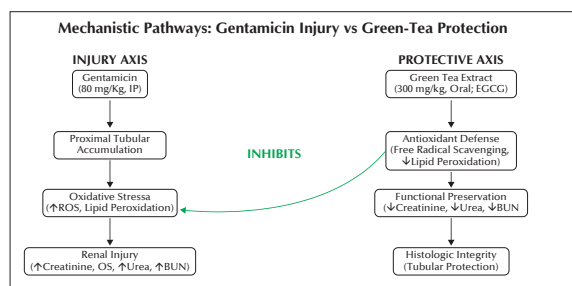 Mechanistic Pathways: Gentamicin Injury vs Green-Tea Protection
INJURY AXIS
Gentamicin
(80 mg/Kg, IP)
Proximal Tubular
Accumulation
Oxidative Stressa
(↑ROS, Lipid Peroxidation)
Renal Injury
(↑Creatinine, OS, ↑Urea, ↑BUN)
INHIBITS
PROTECTIVE AXIS
Green Tea Extract
(300 mg/kg, Oral; EGCG)
Antioxidant Defense
(Free Radical Scavenging,
↓Lipid Peroxidation)
Functional Preservation
(↓Creatinine, ↓Urea, ↓BUN)
Histologic Integrity
(Tubular Protection)